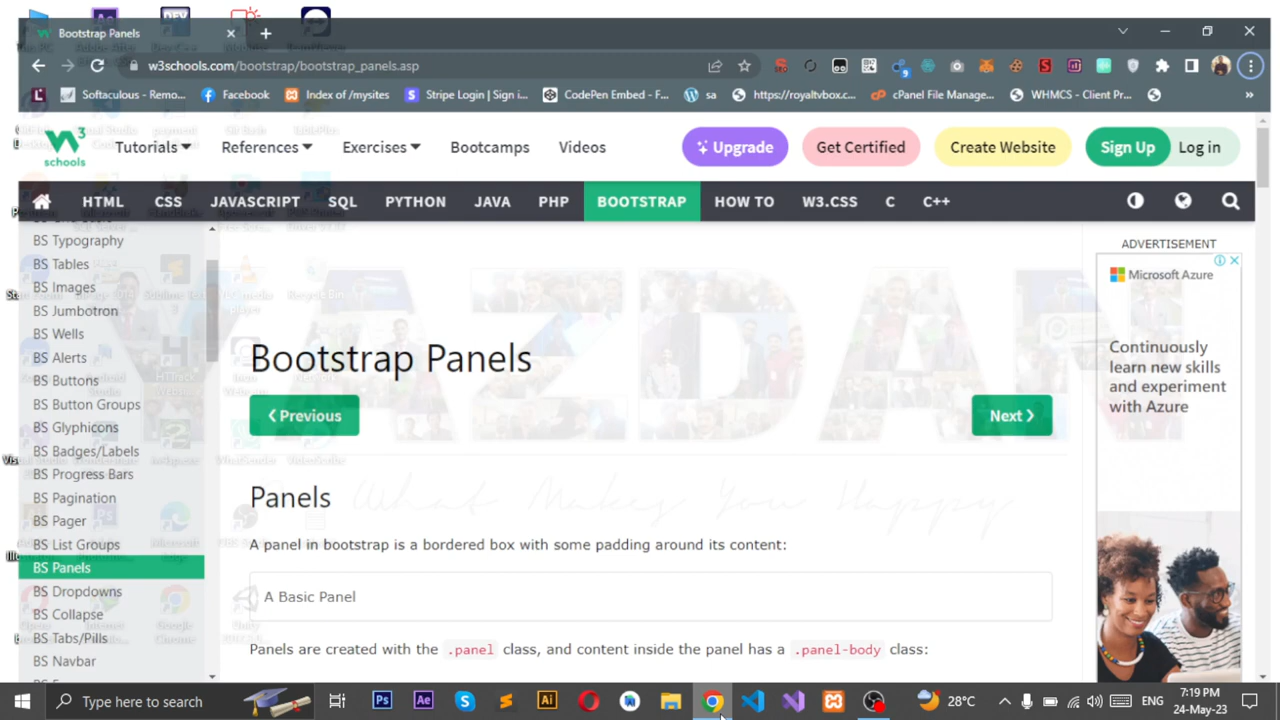 Bootstrap Panels
w3schools.com/bootstrap/bootstrap_panels.asp
Softaculous - Remo...
Facebook
Index of /mysites
Stripe Login | Sign i...
CodePen Embed - F...
sa
https://royaltvbox.c...
cPanel File Manage...
WHMCS - Client Pr...
»
W3 schools
Tutorials
References
Exercises
Bootcamps
Videos
Upgrade
Get Certified
Create Website
Sign Up
Log in
HTML CSS JAVASCRIPT SQL PYTHON JAVA PHP BOOTSTRAP HOW TO W3.CSS C C++
BS Typography
BS Tables
BS Images
BS Jumbotron
BS Wells
BS Alerts
BS Buttons
BS Button Groups
BS Glyphicons
BS Badges/Labels
BS Progress Bars
BS Pagination
BS Pager
BS List Groups
BS Panels
BS Dropdowns
BS Collapse
BS Tabs/Pills
BS Navbar
YAZDAN
What Makes You Happy
Bootstrap Panels
❮ Previous
Next ❯
Panels
A panel in bootstrap is a bordered box with some padding around its content:
A Basic Panel
Panels are created with the .panel class, and content inside the panel has a .panel-body class:
ADVERTISEMENT
Microsoft Azure
Continuously
learn new skills
and experiment
with Azure
Type here to search
28°C
ENG
7:19 PM
24-May-23